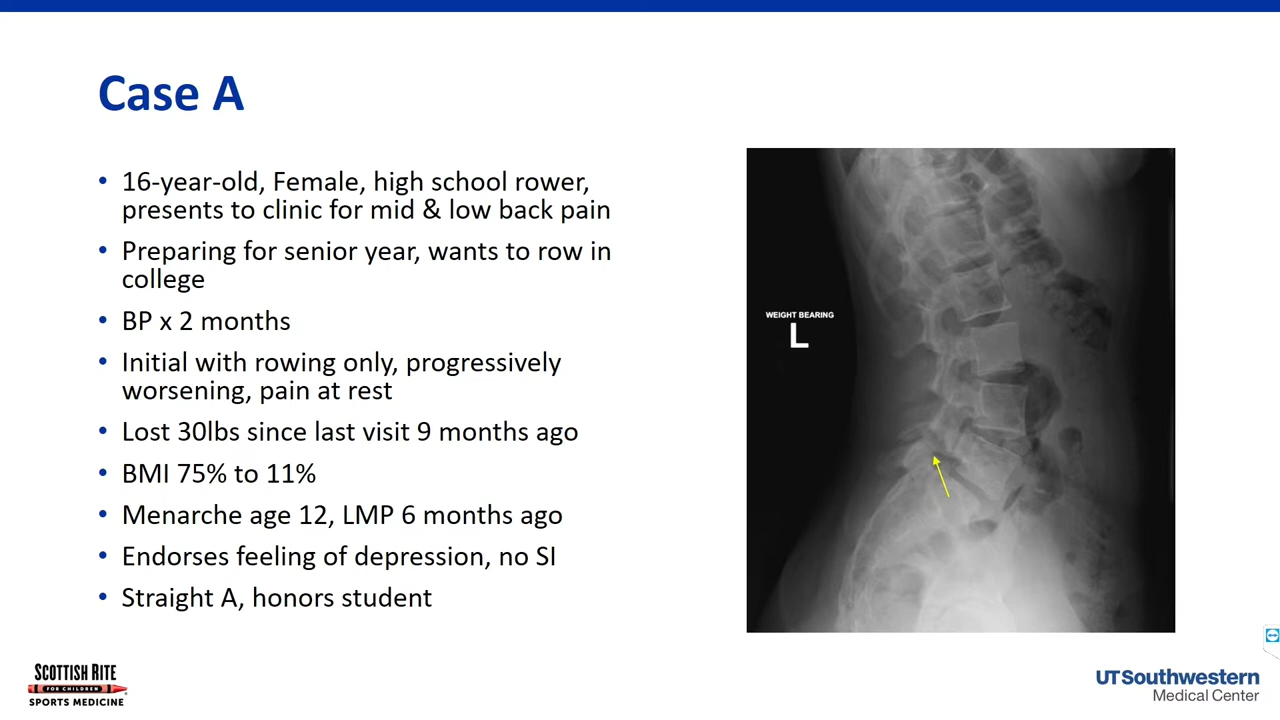 Case A
• 16-year-old, Female, high school rower,
presents to clinic for mid & low back pain
• Preparing for senior year, wants to row in
college
• BP x 2 months
• Initial with rowing only, progressively
worsening, pain at rest
• Lost 30lbs since last visit 9 months ago
• BMI 75% to 11%
• Menarche age 12, LMP 6 months ago
• Endorses feeling of depression, no SI
• Straight A, honors student
WEIGHT BEARING
L
SCOTTISH RITE
FOR CHILDREN
SPORTS MEDICINE
UTSouthwestern
Medical Center